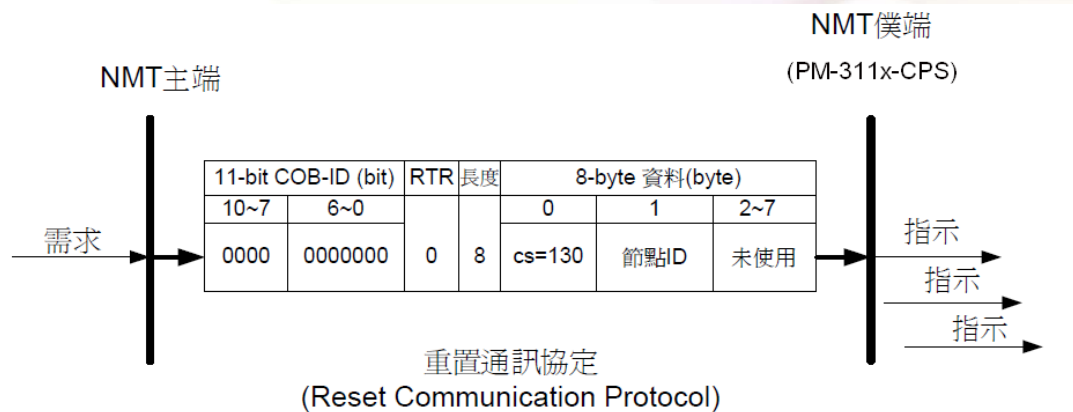 NMT僕端
(PM-311x-CPS)
NMT主端
11-bit COB-ID (bit) RTR 長度 8-byte 資料(byte)
10~7 6~0 0 1 2~7
需求 0000 0000000 0 8 cs=130 節點ID 未使用 指示
指示
指示
重置通訊協定
(Reset Communication Protocol)